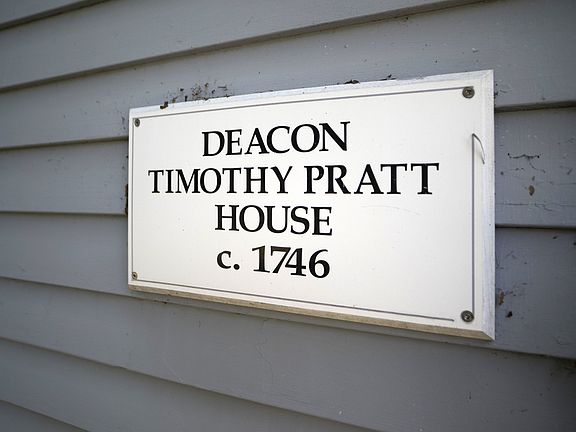 DEACON
TIMOTHY PRATT
HOUSE
c. 1746